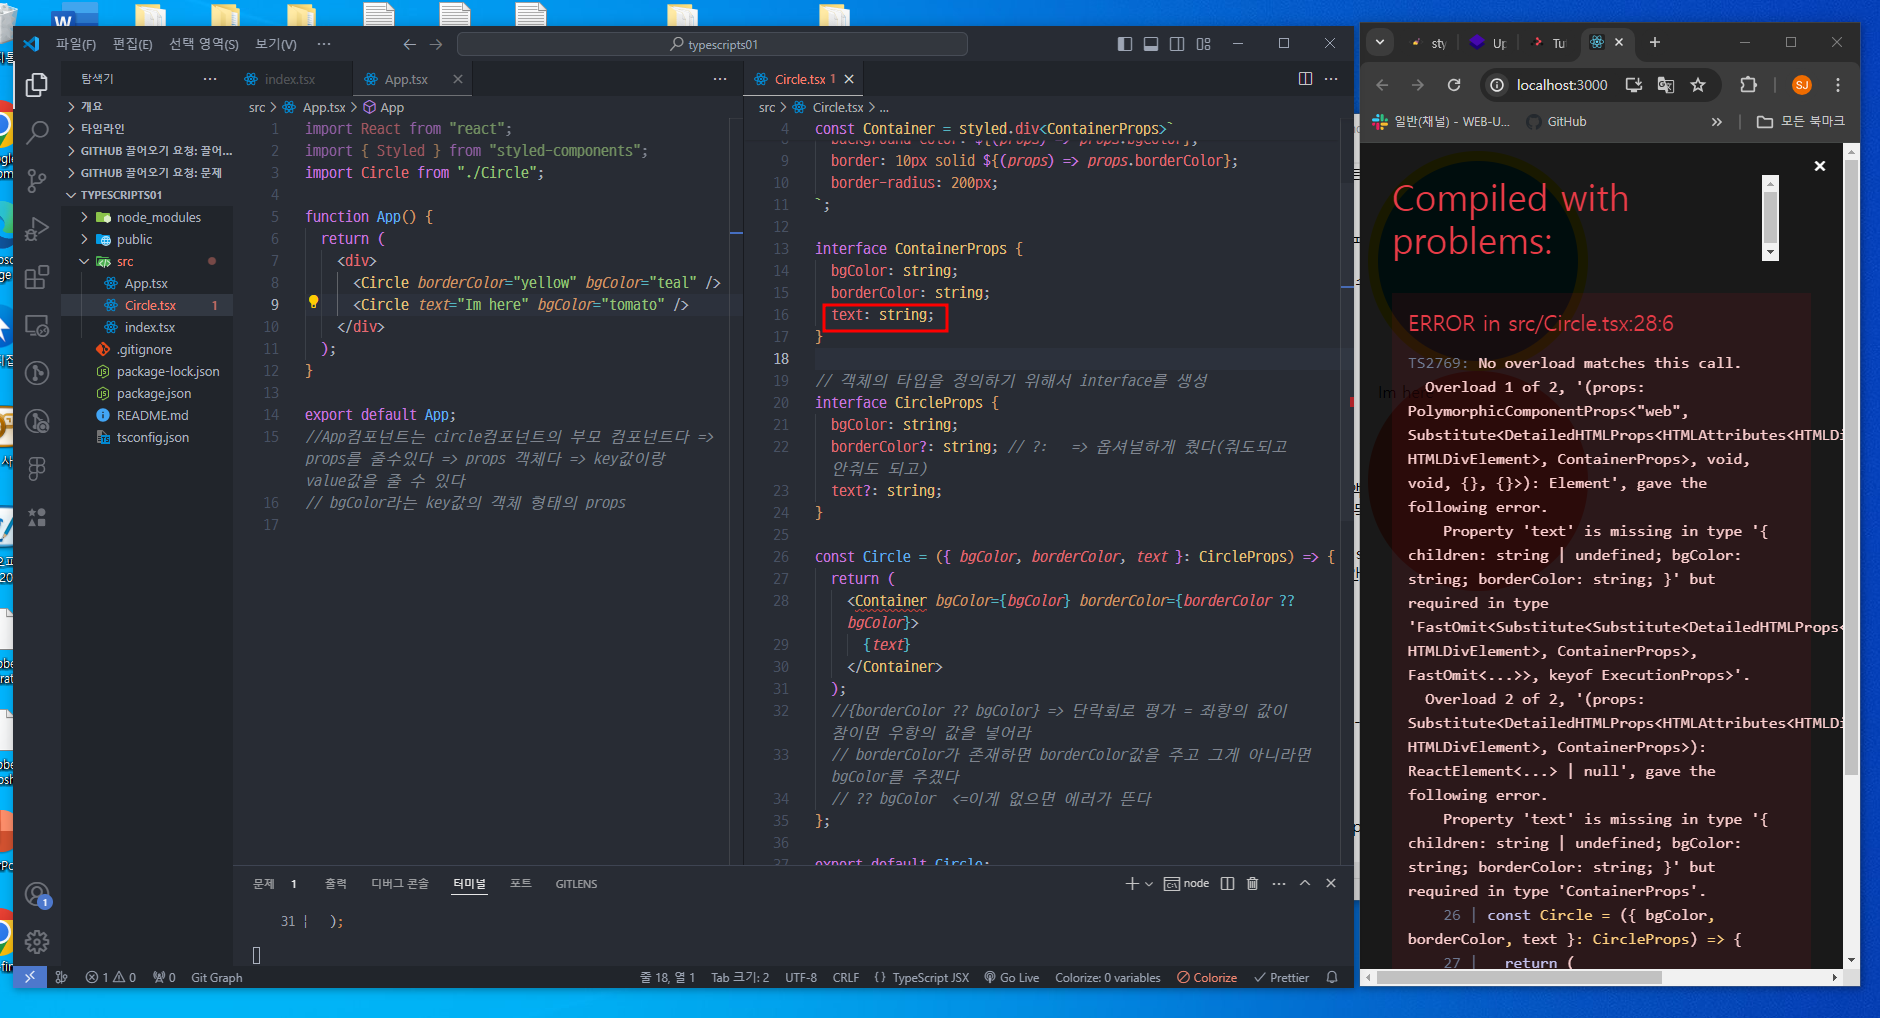 파일(F) 편집(E) 선택 영역(S) 보기(V) ···
typescripts01
탐색기 ···
개요
타임라인
GITHUB 끌어오기 요청: 끌어...
GITHUB 끌어오기 요청: 문제
TYPESCRIPTS01
node_modules
public
src
App.tsx
Circle.tsx 1
index.tsx
.gitignore
package-lock.json
package.json
README.md
tsconfig.json
index.tsx App.tsx
src > App.tsx > App
1 import React from "react";
2 import { Styled } from "styled-components";
3 import Circle from "./Circle";
4
5 function App() {
6 return (
7 <div>
8 <Circle borderColor="yellow" bgColor="teal" />
9 <Circle text="Im here" bgColor="tomato" />
10 </div>
11 );
12 }
13
14 export default App;
15 //App컴포넌트는 circle컴포넌트의 부모 컴포넌트다 =>
props를 줄수있다 => props 객체다 => key값이랑
value값을 줄 수 있다
16 // bgColor라는 key값의 객체 형태의 props
17
Circle.tsx 1
src > Circle.tsx > ...
4 const Container = styled.div<ContainerProps>`
8 background-color: ${(props) => props.bgColor};
9 border: 10px solid ${(props) => props.borderColor};
10 border-radius: 200px;
11 `;
12
13 interface ContainerProps {
14 bgColor: string;
15 borderColor: string;
16 text: string;
17 }
18
19 // 객체의 타입을 정의하기 위해서 interface를 생성
20 interface CircleProps {
21 bgColor: string;
22 borderColor?: string; // ?: => 옵셔널하게 줬다(줘도되고
안줘도 되고)
23 text?: string;
24 }
25
26 const Circle = ({ bgColor, borderColor, text }: CircleProps) => {
27 return (
28 <Container bgColor={bgColor} borderColor={borderColor ??
bgColor}>
29 {text}
30 </Container>
31 );
32 //{borderColor ?? bgColor} => 단락회로 평가 = 좌항의 값이
참이면 우항의 값을 넣어라
33 // borderColor가 존재하면 borderColor값을 주고 그게 아니라면
bgColor를 주겠다
34 // ?? bgColor <=이게 없으면 에러가 뜬다
35 };
36
37 export default Circle;
문제 1 출력 디버그 콘솔 터미널 포트 GITLENS
node
31 ¦ );
1 0 0 Git Graph
줄 18, 열 1 Tab 크기: 2 UTF-8 CRLF {} TypeScript JSX Go Live Colorize: 0 variables Colorize Prettier
sty Up Tu
localhost:3000
SJ
일반(채널) - WEB-U... GitHub » 모든 북마크
Compiled with
problems:
Im here
ERROR in src/Circle.tsx:28:6
TS2769: No overload matches this call.
Overload 1 of 2, '(props:
PolymorphicComponentProps<"web",
Substitute<DetailedHTMLProps<HTMLAttributes<HTMLDi
HTMLDivElement>, ContainerProps>, void,
void, {}, {}>): Element', gave the
following error.
Property 'text' is missing in type '{
children: string | undefined; bgColor:
string; borderColor: string; }' but
required in type
'FastOmit<Substitute<Substitute<DetailedHTMLProps<
HTMLDivElement>, ContainerProps>,
FastOmit<...>>, keyof ExecutionProps>'.
Overload 2 of 2, '(props:
Substitute<DetailedHTMLProps<HTMLAttributes<HTMLDi
HTMLDivElement>, ContainerProps>):
ReactElement<...> | null', gave the
following error.
Property 'text' is missing in type '{
children: string | undefined; bgColor:
string; borderColor: string; }' but
required in type 'ContainerProps'.
26 | const Circle = ({ bgColor,
borderColor, text }: CircleProps) => {
27 | return (